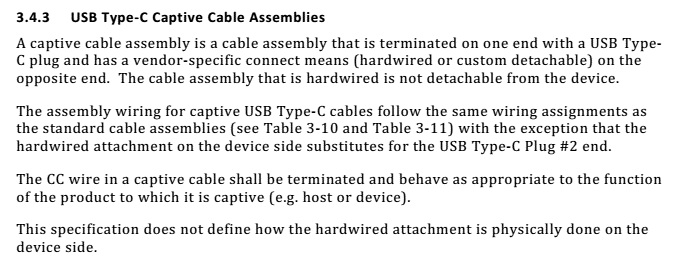 3.4.3 USB Type-C Captive Cable Assemblies
A captive cable assembly is a cable assembly that is terminated on one end with a USB Type-
C plug and has a vendor-specific connect means (hardwired or custom detachable) on the
opposite end. The cable assembly that is hardwired is not detachable from the device.
The assembly wiring for captive USB Type-C cables follow the same wiring assignments as
the standard cable assemblies (see Table 3-10 and Table 3-11) with the exception that the
hardwired attachment on the device side substitutes for the USB Type-C Plug #2 end.
The CC wire in a captive cable shall be terminated and behave as appropriate to the function
of the product to which it is captive (e.g. host or device).
This specification does not define how the hardwired attachment is physically done on the
device side.